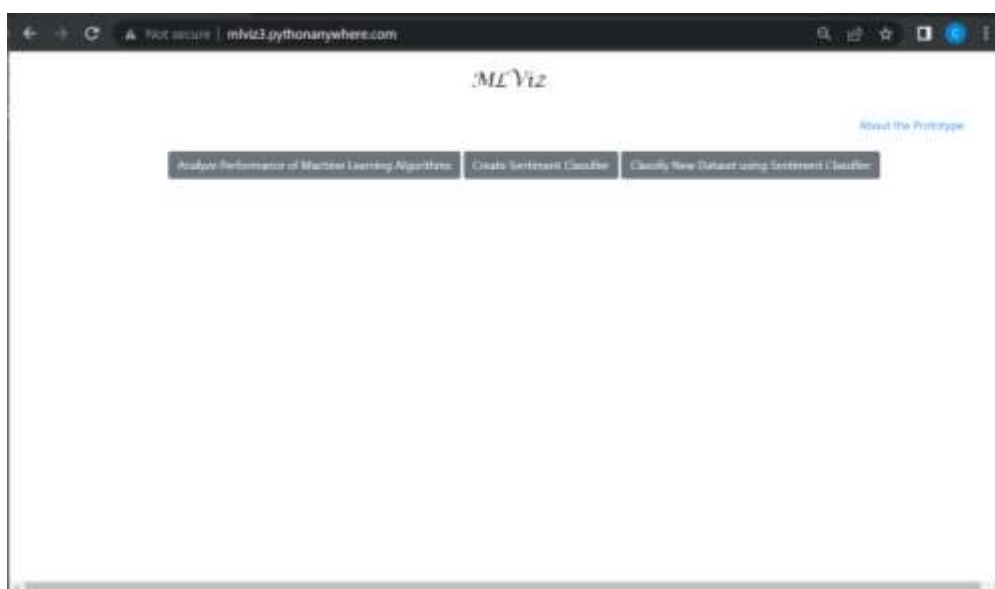 Not secure | mlviz3.pythonanywhere.com
MLViz
About the Prototype
Analyze Performance of Machine Learning Algorithms Create Sentiment Classifier Classify New Dataset using Sentiment Classifier